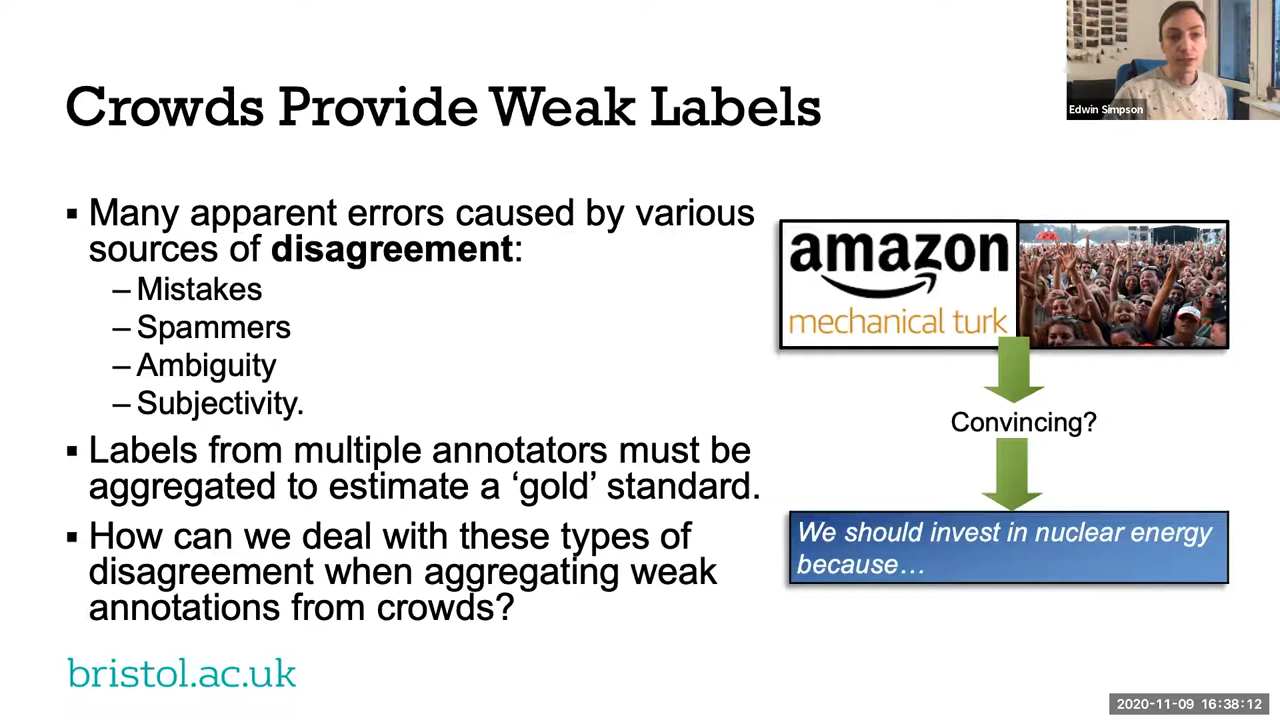 Edwin Simpson
Crowds Provide Weak Labels
▪ Many apparent errors caused by various
sources of disagreement:
– Mistakes
– Spammers
– Ambiguity
– Subjectivity.
▪ Labels from multiple annotators must be
aggregated to estimate a ‘gold’ standard.
▪ How can we deal with these types of
disagreement when aggregating weak
annotations from crowds?
amazon
mechanical turk
Convincing?
We should invest in nuclear energy
because…
bristol.ac.uk
2020-11-09 16:38:12